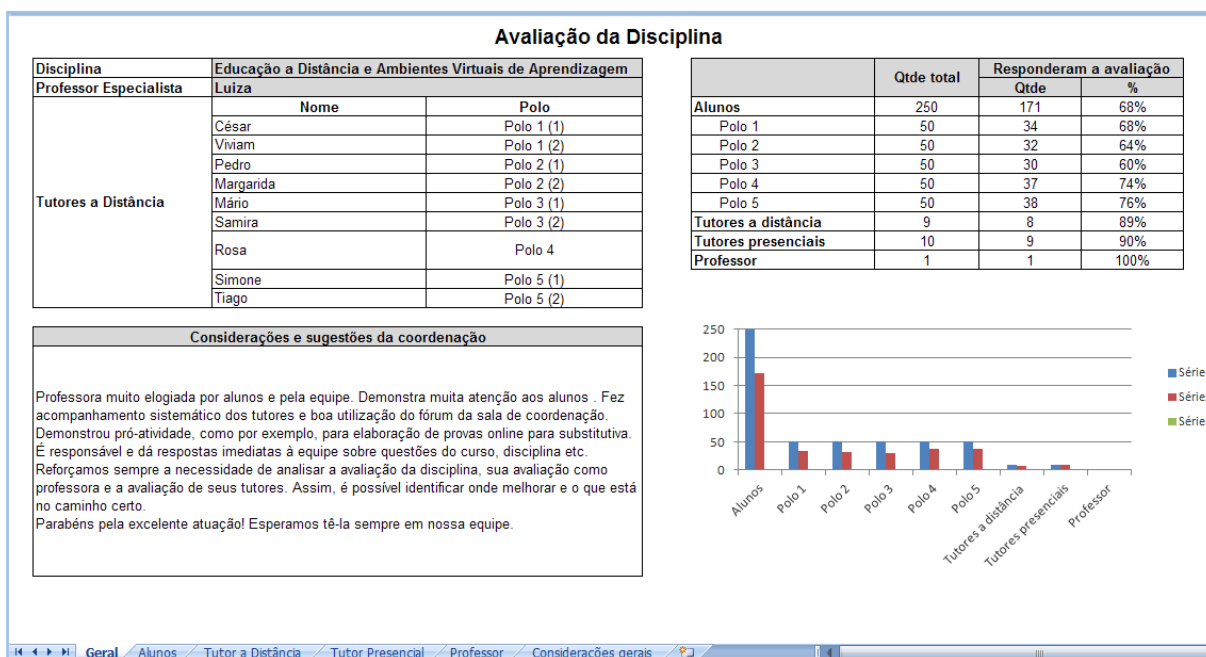 Avaliação da Disciplina
Disciplina Educação a Distância e Ambientes Virtuais de Aprendizagem
Professor Especialista Luiza
Tutores a Distância
Nome Polo
César Polo 1 (1)
Viviam Polo 1 (2)
Pedro Polo 2 (1)
Margarida Polo 2 (2)
Mário Polo 3 (1)
Samira Polo 3 (2)
Rosa Polo 4
Simone Polo 5 (1)
Tiago Polo 5 (2)
Qtde total Responderam a avaliação
Qtde %
Alunos 250 171 68%
Polo 1 50 34 68%
Polo 2 50 32 64%
Polo 3 50 30 60%
Polo 4 50 37 74%
Polo 5 50 38 76%
Tutores a distância 9 8 89%
Tutores presenciais 10 9 90%
Professor 1 1 100%
Considerações e sugestões da coordenação
Professora muito elogiada por alunos e pela equipe. Demonstra muita atenção aos alunos . Fez
acompanhamento sistemático dos tutores e boa utilização do fórum da sala de coordenação.
Demonstrou pró-atividade, como por exemplo, para elaboração de provas online para substitutiva.
É responsável e dá respostas imediatas à equipe sobre questões do curso, disciplina etc.
Reforçamos sempre a necessidade de analisar a avaliação da disciplina, sua avaliação como
professora e a avaliação de seus tutores. Assim, é possível identificar onde melhorar e o que está
no caminho certo.
Parabéns pela excelente atuação! Esperamos tê-la sempre em nossa equipe.
250
200
150
100
50
0
Alunos
Polo 1
Polo 2
Polo 3
Polo 4
Polo 5
Tutores a distância
Tutores presenciais
Professor
Série
Série
Série
Geral Alunos Tutor a Distância Tutor Presencial Professor Considerações gerais